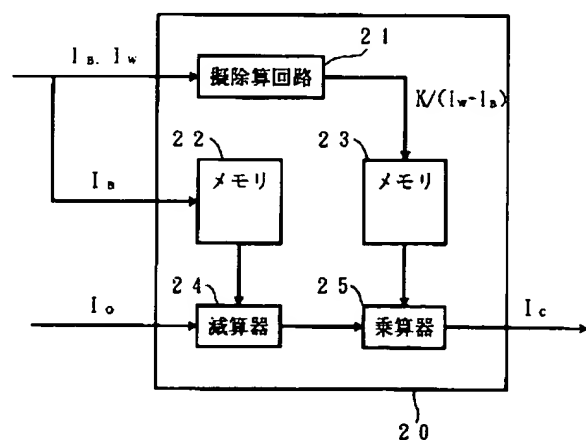 21
I_B, I_W
擬除算回路
K/(I_W-I_B)
22
23
メモリ
メモリ
I_B
24
25
I_O
減算器
乗算器
I_C
20